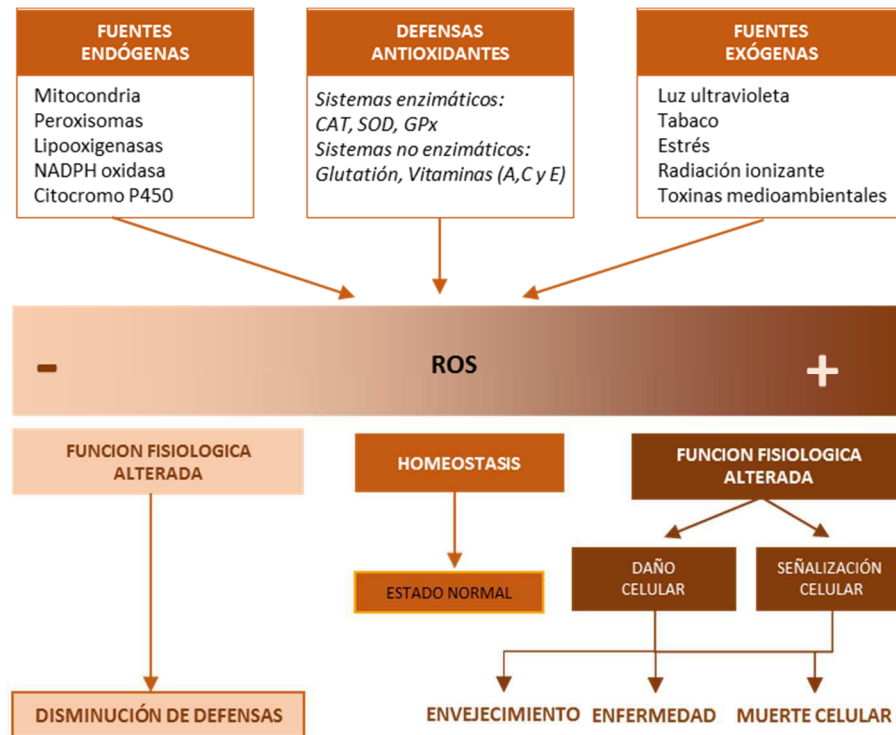 FUENTES
ENDÓGENAS
Mitocondria
Peroxisomas
Lipooxigenasas
NADPH oxidasa
Citocromo P450
DEFENSAS
ANTIOXIDANTES
Sistemas enzimáticos:
CAT, SOD, GPx
Sistemas no enzimáticos:
Glutatión, Vitaminas (A,C y E)
FUENTES
EXÓGENAS
Luz ultravioleta
Tabaco
Estrés
Radiación ionizante
Toxinas medioambientales
-
ROS
+
FUNCION FISIOLOGICA
ALTERADA
HOMEOSTASIS
FUNCION FISIOLOGICA
ALTERADA
ESTADO NORMAL
DAÑO
CELULAR
SEÑALIZACIÓN
CELULAR
DISMINUCIÓN DE DEFENSAS
ENVEJECIMIENTO
ENFERMEDAD
MUERTE CELULAR